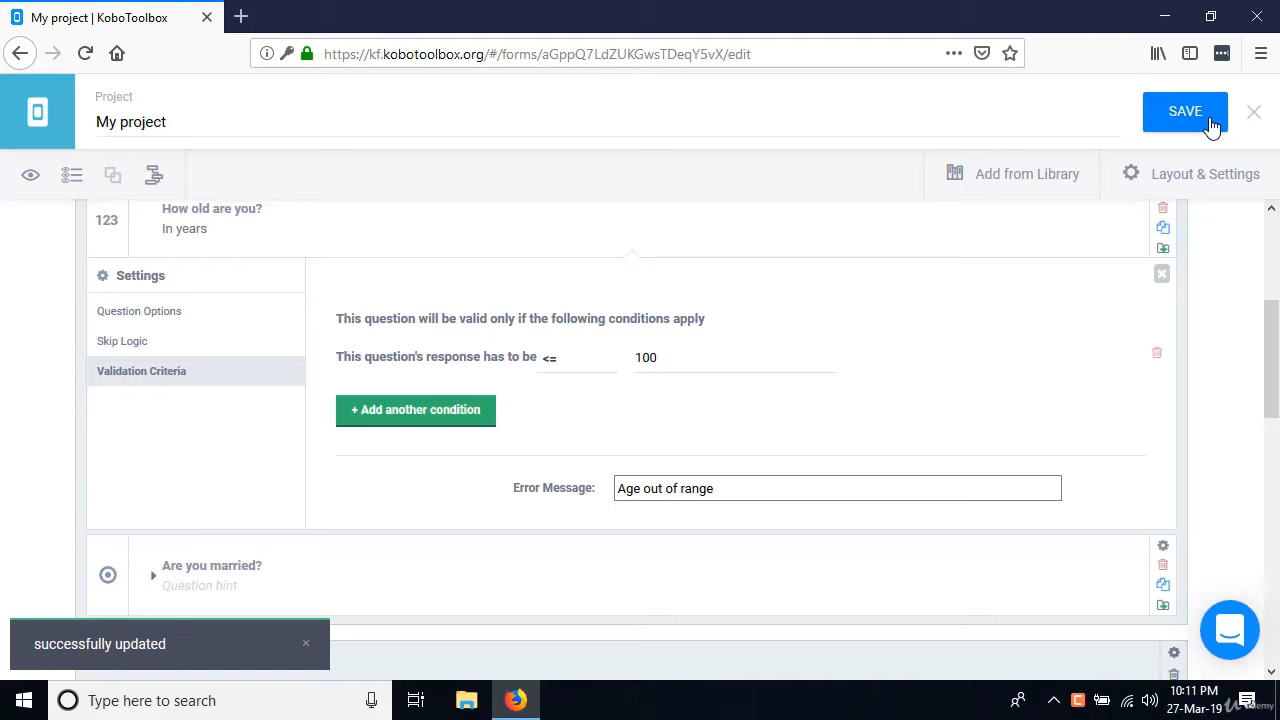 My project | KoboToolbox
https://kf.kobotoolbox.org/#/forms/aGppQ7LdZUKGwsTDeqY5vX/edit
Project
My project
SAVE
Add from Library
Layout & Settings
123
How old are you?
In years
Settings
Question Options
Skip Logic
Validation Criteria
This question will be valid only if the following conditions apply
This question's response has to be <= 100
+ Add another condition
Error Message: Age out of range
Are you married?
Question hint
successfully updated
Type here to search
10:11 PM
27-Mar-19
Udemy